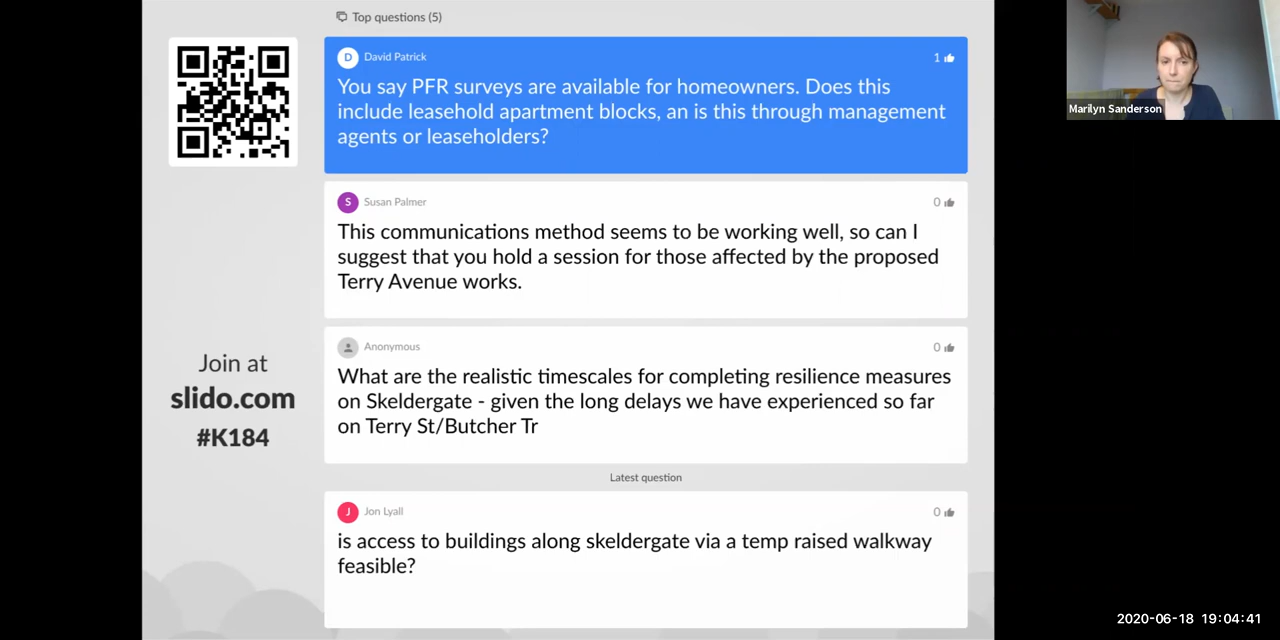 Top questions (5)
D David Patrick 1
You say PFR surveys are available for homeowners. Does this
include leasehold apartment blocks, an is this through management
agents or leaseholders?
S Susan Palmer 0
This communications method seems to be working well, so can I
suggest that you hold a session for those affected by the proposed
Terry Avenue works.
Anonymous 0
What are the realistic timescales for completing resilience measures
on Skeldergate - given the long delays we have experienced so far
on Terry St/Butcher Tr
Latest question
J Jon Lyall 0
is access to buildings along skeldergate via a temp raised walkway
feasible?
Join at
slido.com
#K184
Marilyn Sanderson
2020-06-18 19:04:41